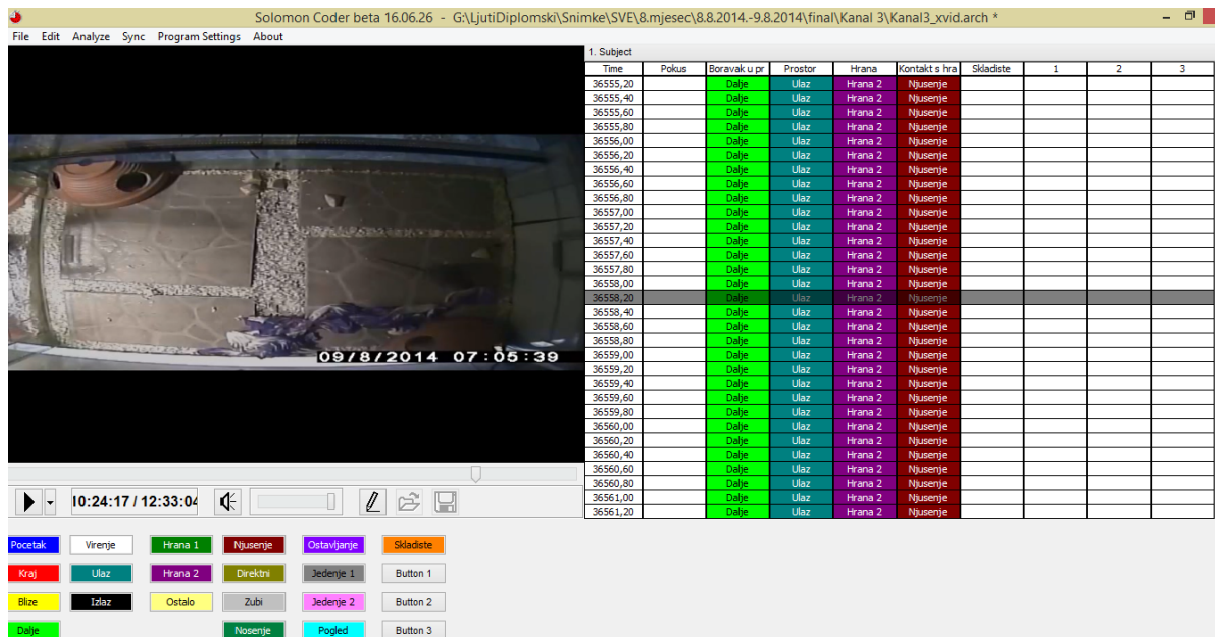 Solomon Coder beta 16.06.26 - G:\LjutiDiplomski\Snimke\SVE\8.mjesec\8.8.2014.-9.8.2014\final\Kanal 3\Kanal3_xvid.arch *
File Edit Analyze Sync Program Settings About
1. Subject
Time Pokus Boravak u pr Prostor Hrana Kontakt s hra Skladiste 1 2 3
36555,20 Dalje Ulaz Hrana 2 Njusenje
36555,40 Dalje Ulaz Hrana 2 Njusenje
36555,60 Dalje Ulaz Hrana 2 Njusenje
36555,80 Dalje Ulaz Hrana 2 Njusenje
36556,00 Dalje Ulaz Hrana 2 Njusenje
36556,20 Dalje Ulaz Hrana 2 Njusenje
36556,40 Dalje Ulaz Hrana 2 Njusenje
36556,60 Dalje Ulaz Hrana 2 Njusenje
36556,80 Dalje Ulaz Hrana 2 Njusenje
36557,00 Dalje Ulaz Hrana 2 Njusenje
36557,20 Dalje Ulaz Hrana 2 Njusenje
36557,40 Dalje Ulaz Hrana 2 Njusenje
36557,60 Dalje Ulaz Hrana 2 Njusenje
36557,80 Dalje Ulaz Hrana 2 Njusenje
36558,00 Dalje Ulaz Hrana 2 Njusenje
36558,20 Dalje Ulaz Hrana 2 Njusenje
36558,40 Dalje Ulaz Hrana 2 Njusenje
36558,60 Dalje Ulaz Hrana 2 Njusenje
36558,80 Dalje Ulaz Hrana 2 Njusenje
36559,00 Dalje Ulaz Hrana 2 Njusenje
36559,20 Dalje Ulaz Hrana 2 Njusenje
36559,40 Dalje Ulaz Hrana 2 Njusenje
36559,60 Dalje Ulaz Hrana 2 Njusenje
36559,80 Dalje Ulaz Hrana 2 Njusenje
36560,00 Dalje Ulaz Hrana 2 Njusenje
36560,20 Dalje Ulaz Hrana 2 Njusenje
36560,40 Dalje Ulaz Hrana 2 Njusenje
36560,60 Dalje Ulaz Hrana 2 Njusenje
36560,80 Dalje Ulaz Hrana 2 Njusenje
36561,00 Dalje Ulaz Hrana 2 Njusenje
36561,20 Dalje Ulaz Hrana 2 Njusenje
09/8/2014 07:05:39
10:24:17 / 12:33:04
Pocetak Virenje Hrana 1 Njusenje Ostavljanje Skladiste
Kraj Ulaz Hrana 2 Direktni Jedenje 1 Button 1
Blize Izlaz Ostalo Zubi Jedenje 2 Button 2
Dalje Nosenje Pogled Button 3